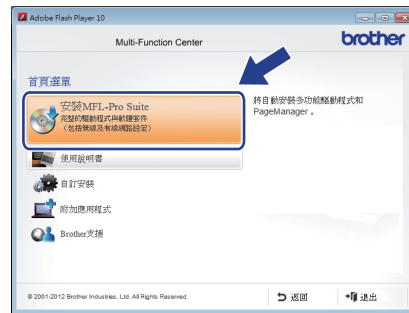 Adobe Flash Player 10
Multi-Function Center
brother
首頁選單
安裝MFL-Pro Suite
完整的驅動程式與軟體套件
（包括無線及有線網路設定）
將自動安裝多功能驅動程式和
PageManager。
使用說明書
自訂安裝
附加應用程式
Brother支援
© 2001-2012 Brother Industries, Ltd. All Rights Reserved.
返回
退出